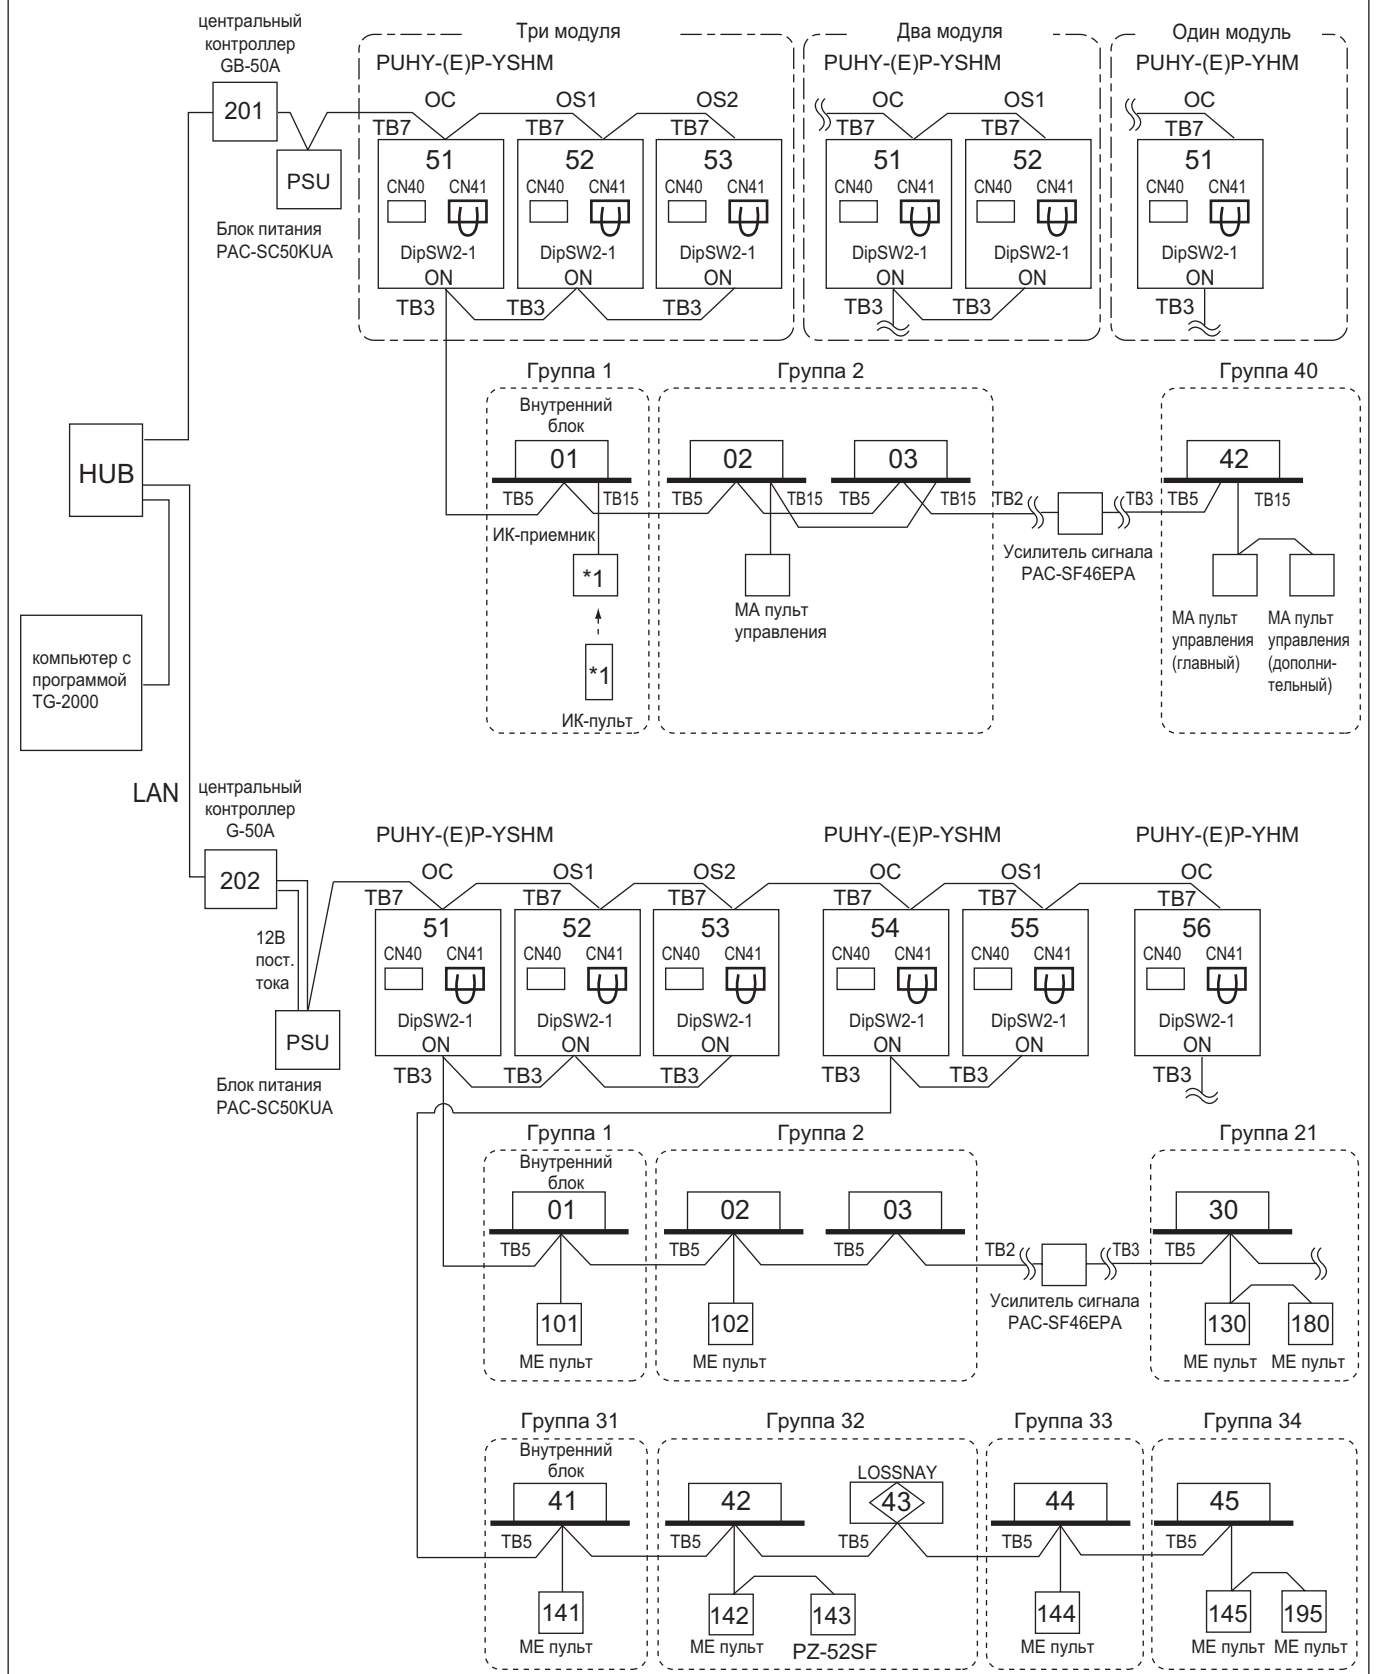 центральный
контроллер
GB-50A
201
PSU
Блок питания
PAC-SC50KUA
Три модуля
PUHY-(E)P-YSHM
OC
OS1
OS2
TB7
TB7
TB7
51
52
53
CN40
CN41
CN40
CN41
CN40
CN41
DipSW2-1
DipSW2-1
DipSW2-1
ON
ON
ON
TB3
TB3
TB3
Два модуля
PUHY-(E)P-YSHM
OC
OS1
TB7
TB7
51
52
CN40
CN41
CN40
CN41
DipSW2-1
DipSW2-1
ON
ON
TB3
TB3
Один модуль
PUHY-(E)P-YHM
OC
TB7
51
CN40
CN41
DipSW2-1
ON
TB3
HUB
компьютер с
программой
TG-2000
LAN
Группа 1
Внутренний
блок
01
TB5
TB15
ИК-приемник
*1
*1
ИК-пульт
Группа 2
02
03
TB5
TB15
TB5
TB15
МА пульт
управления
TB2
TB3
Усилитель сигнала
PAC-SF46EPA
Группа 40
42
TB5
TB15
МА пульт
управления
(главный)
МА пульт
управления
(дополни-
тельный)
центральный
контроллер
G-50A
202
12В
пост.
тока
PSU
Блок питания
PAC-SC50KUA
PUHY-(E)P-YSHM
OC
OS1
OS2
TB7
TB7
TB7
51
52
53
CN40
CN41
CN40
CN41
CN40
CN41
DipSW2-1
DipSW2-1
DipSW2-1
ON
ON
ON
TB3
TB3
TB3
PUHY-(E)P-YSHM
OC
OS1
TB7
TB7
54
55
CN40
CN41
CN40
CN41
DipSW2-1
DipSW2-1
ON
ON
TB3
TB3
PUHY-(E)P-YHM
OC
TB7
56
CN40
CN41
DipSW2-1
ON
TB3
Группа 1
Внутренний
блок
01
TB5
101
МЕ пульт
Группа 2
02
03
TB5
TB5
102
МЕ пульт
TB2
TB3
Усилитель сигнала
PAC-SF46EPA
Группа 21
30
TB5
130
180
МЕ пульт
МЕ пульт
Группа 31
Внутренний
блок
41
TB5
141
МЕ пульт
Группа 32
LOSSNAY
42
43
TB5
TB5
142
143
МЕ пульт
PZ-52SF
Группа 33
44
TB5
144
МЕ пульт
Группа 34
45
TB5
145
195
МЕ пульт
МЕ пульт